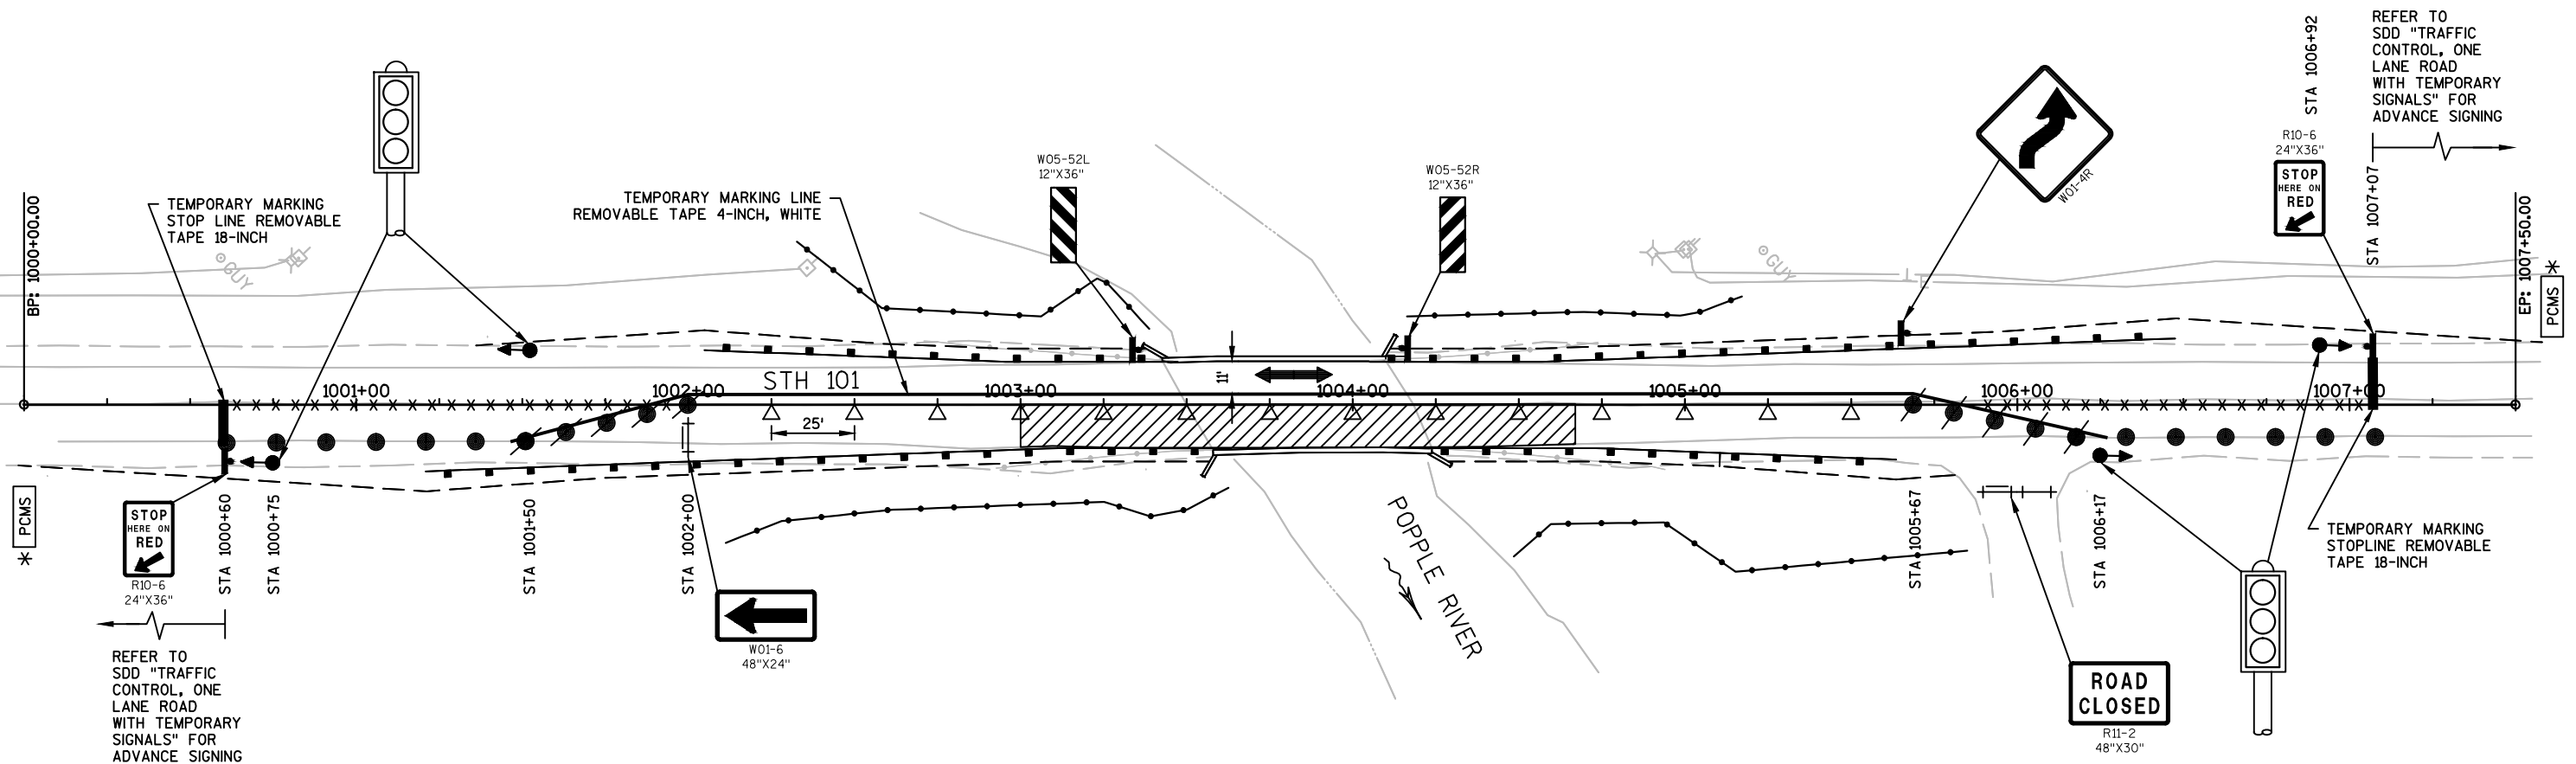 BP: 1000+00.00
TEMPORARY MARKING
STOP LINE REMOVABLE
TAPE 18-INCH
GUY
TEMPORARY MARKING LINE
REMOVABLE TAPE 4-INCH, WHITE
W05-52L
12"X36"
W05-52R
12"X36"
GUY
W01-4R
STA 1006+92
R10-6
24"X36"
STOP
HERE ON
RED
REFER TO
SDD "TRAFFIC
CONTROL, ONE
LANE ROAD
WITH TEMPORARY
SIGNALS" FOR
ADVANCE SIGNING
STA 1007+07
EP: 1007+50.00
*
PCMS
1001+00
1002+00
STH 101
1003+00
11'
1004+00
1005+00
1006+00
1007+00
25'
PCMS
*
STOP
HERE ON
RED
R10-6
24"X36"
STA 1000+60
STA 1000+75
STA 1001+50
STA 1002+00
W01-6
48"X24"
POPPLE RIVER
STA 1005+67
STA 1006+17
TEMPORARY MARKING
STOPLINE REMOVABLE
TAPE 18-INCH
ROAD
CLOSED
R11-2
48"X30"
REFER TO
SDD "TRAFFIC
CONTROL, ONE
LANE ROAD
WITH TEMPORARY
SIGNALS" FOR
ADVANCE SIGNING